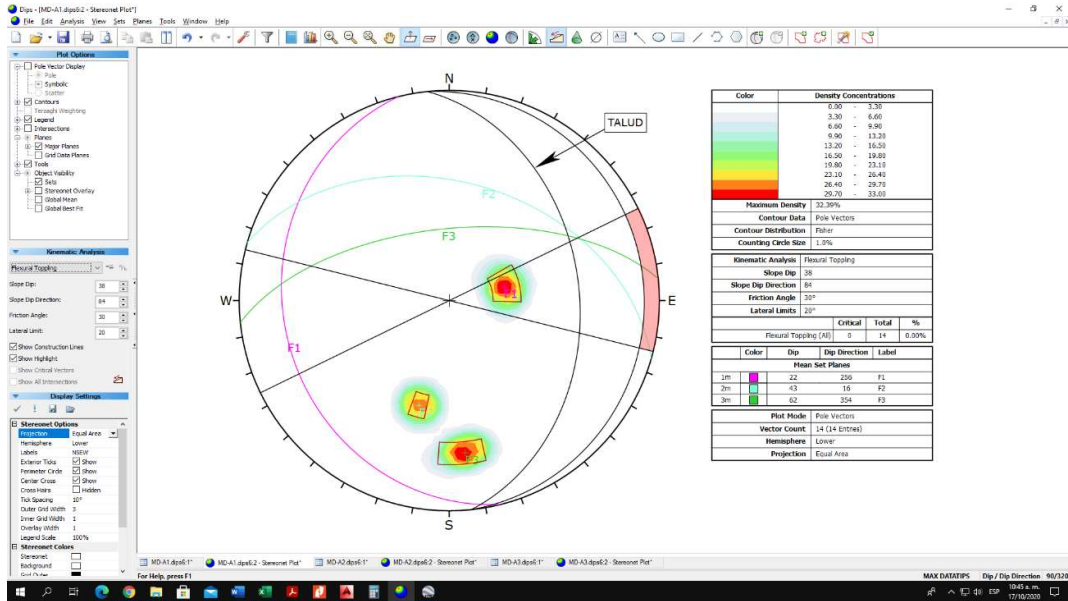 Dips - [MD-A1.dips6:2 - Stereonet Plot*]
File Edit Analysis View Sets Planes Tools Window Help
Plot Options
Pole Vector Display
Pole
Symbolic
Scatter
Contours
Terzaghi Weighting
Legend
Intersections
Planes
Major Planes
Grid Data Planes
Tools
Object Visibility
Sets
Stereonet Overlay
Global Mean
Global Best Fit
Kinematic Analysis
Flexural Toppling
Slope Dip: 38
Slope Dip Direction: 84
Friction Angle: 30
Lateral Limit: 20
Show Construction Lines
Show Highlight
Show Critical Vectors
Show All Intersections
Display Settings
Stereonet Options
Projection Equal Area
Hemisphere Lower
Labels NSEW
Exterior Ticks Show
Perimeter Circle Show
Center Cross Show
Cross Hairs Hidden
Tick Spacing 10°
Outer Grid Width 3
Inner Grid Width 1
Overlay Width 1
Legend Scale 100%
Stereonet Colors
Stereonet
Background
Grid Outer
N
TALUD
F2
F3
W
F1
E
F1
F3
S
Color Density Concentrations
0.00 - 3.30
3.30 - 6.60
6.60 - 9.90
9.90 - 13.20
13.20 - 16.50
16.50 - 19.80
19.80 - 23.10
23.10 - 26.40
26.40 - 29.70
29.70 - 33.00
Maximum Density 32.39%
Contour Data Pole Vectors
Contour Distribution Fisher
Counting Circle Size 1.0%
Kinematic Analysis Flexural Toppling
Slope Dip 38
Slope Dip Direction 84
Friction Angle 30°
Lateral Limits 20°
Critical Total %
Flexural Toppling (All) 0 14 0.00%
Color Dip Dip Direction Label
Mean Set Planes
1m 22 256 F1
2m 43 16 F2
3m 62 354 F3
Plot Mode Pole Vectors
Vector Count 14 (14 Entries)
Hemisphere Lower
Projection Equal Area
MD-A1.dips6:1* MD-A1.dips6:2 - Stereonet Plot* MD-A2.dips6:1* MD-A2.dips6:2 - Stereonet Plot* MD-A3.dips6:1* MD-A3.dips6:2 - Stereonet Plot*
For Help, press F1 MAX DATATIPS Dip / Dip Direction 90/320
ESP 10:45 a. m.
17/10/2020